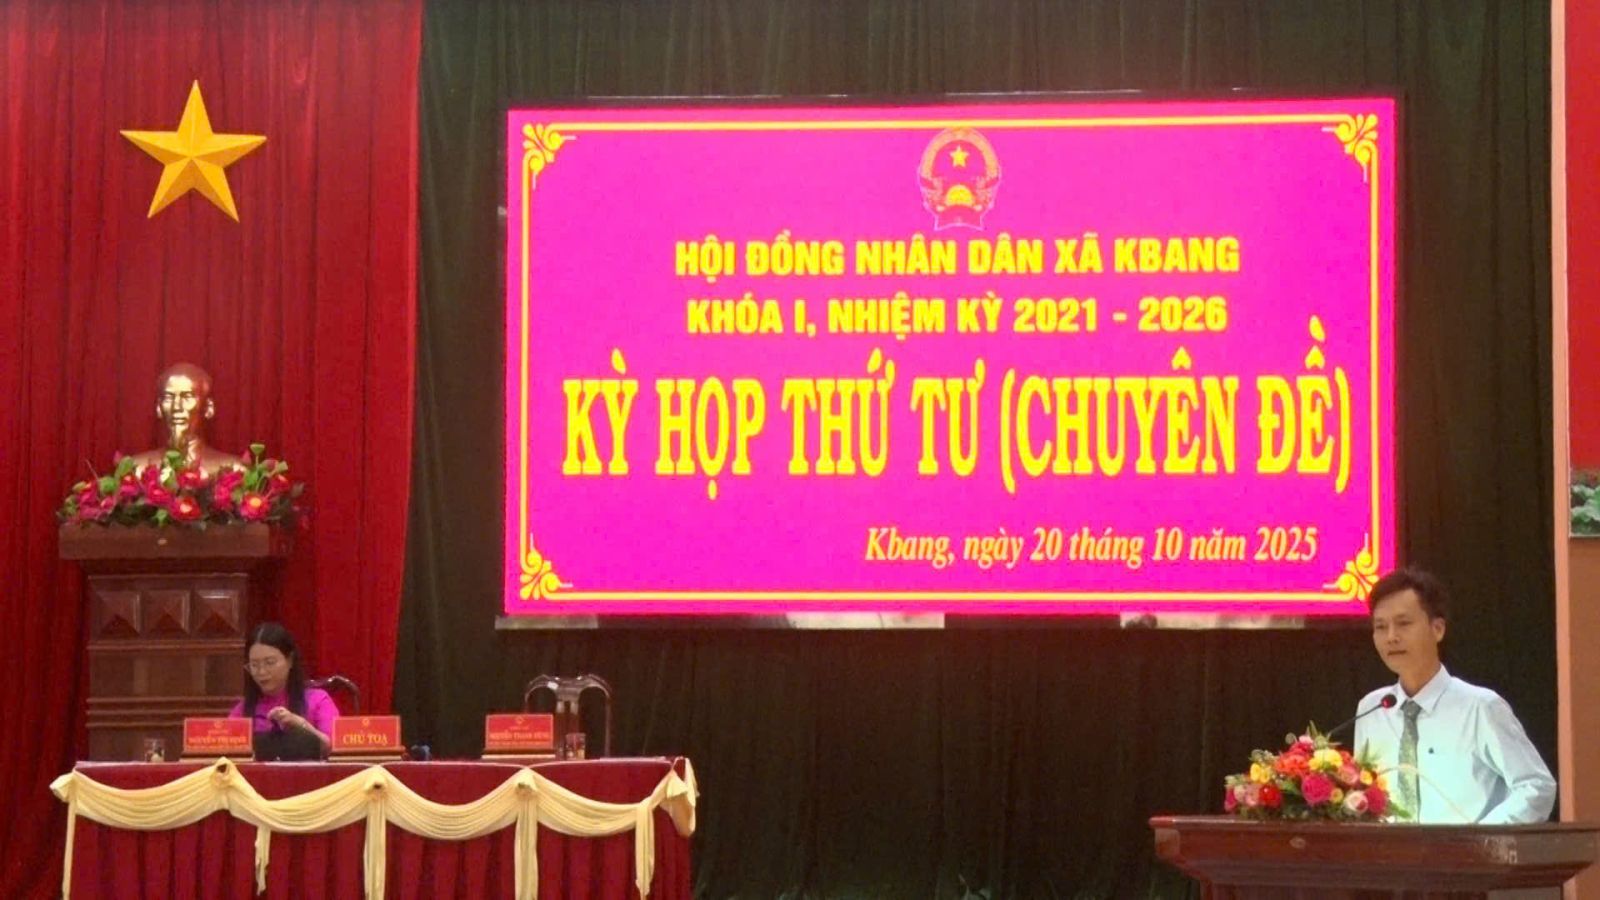 HỘI ĐỒNG NHÂN DÂN XÃ KBANG
KHÓA I, NHIỆM KỲ 2021 - 2026
KỲ HỌP THỨ TƯ (CHUYÊN ĐỀ)
Kbang, ngày 20 tháng 10 năm 2025
CHỦ TOẠ